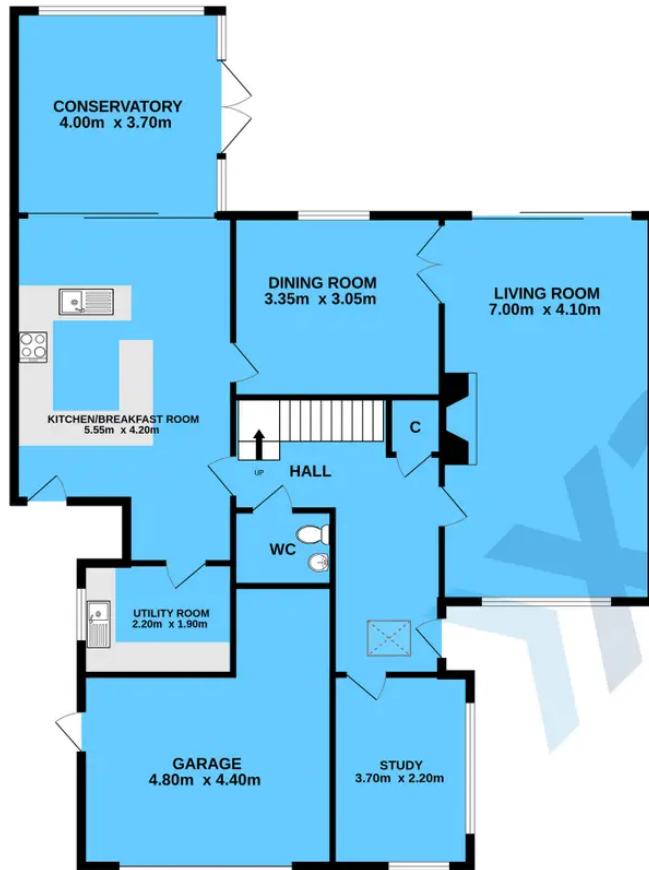 CONSERVATORY
4.00m x 3.70m
DINING ROOM
3.35m x 3.05m
LIVING ROOM
7.00m x 4.10m
KITCHEN/BREAKFAST ROOM
5.55m x 4.20m
C
UP
HALL
WC
UTILITY ROOM
2.20m x 1.90m
GARAGE
4.80m x 4.40m
STUDY
3.70m x 2.20m